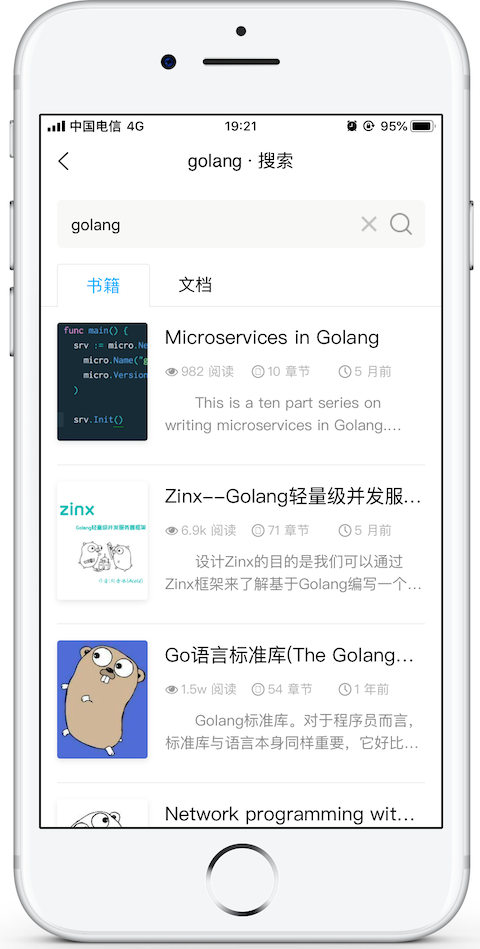 中国电信 4G 19:21 95%
golang · 搜索
golang
书籍 文档
func main() {
srv := micro.Ne
micro.Name("g
micro.Version
)
srv.Init()
Microservices in Golang
982 阅读 10 章节 5 月前
This is a ten part series on
writing microservices in Golang....
zinx
Golang轻量级并发服务器框架
Zinx--Golang轻量级并发服...
6.9k 阅读 71 章节 5 月前
设计Zinx的目的是我们可以通过
Zinx框架来了解基于Golang编写一个...
Go语言标准库(The Golang...
1.5w 阅读 54 章节 1 年前
Golang标准库。对于程序员而言，
标准库与语言本身同样重要，它好比...
Network programming wit...